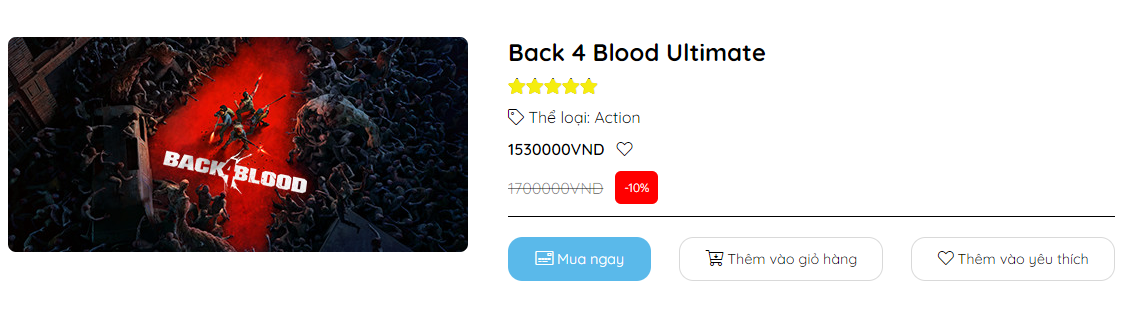 BACK 4 BLOOD
Back 4 Blood Ultimate
Thể loại: Action
1530000VND
1700000VND -10%
Mua ngay Thêm vào giỏ hàng Thêm vào yêu thích